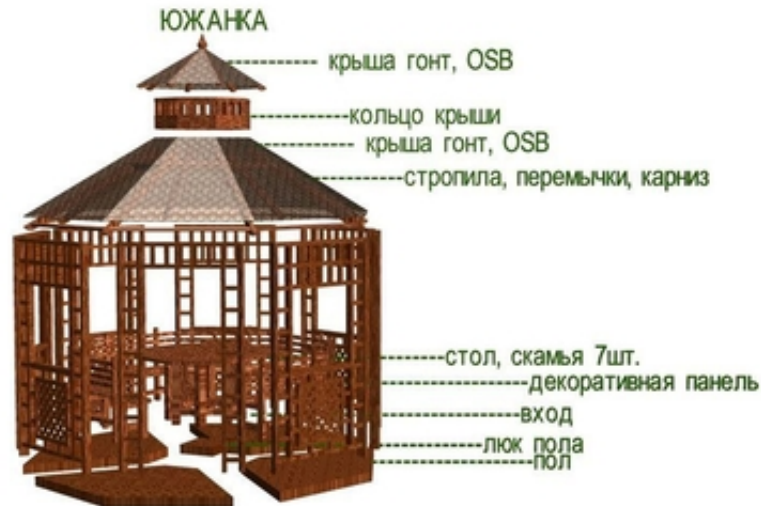 ЮЖАНКА
крыша гонт, OSB
кольцо крыши
крыша гонт, OSB
стропила, перемычки, карниз
стол, скамья 7шт.
декоративная панель
вход
люк пола
пол